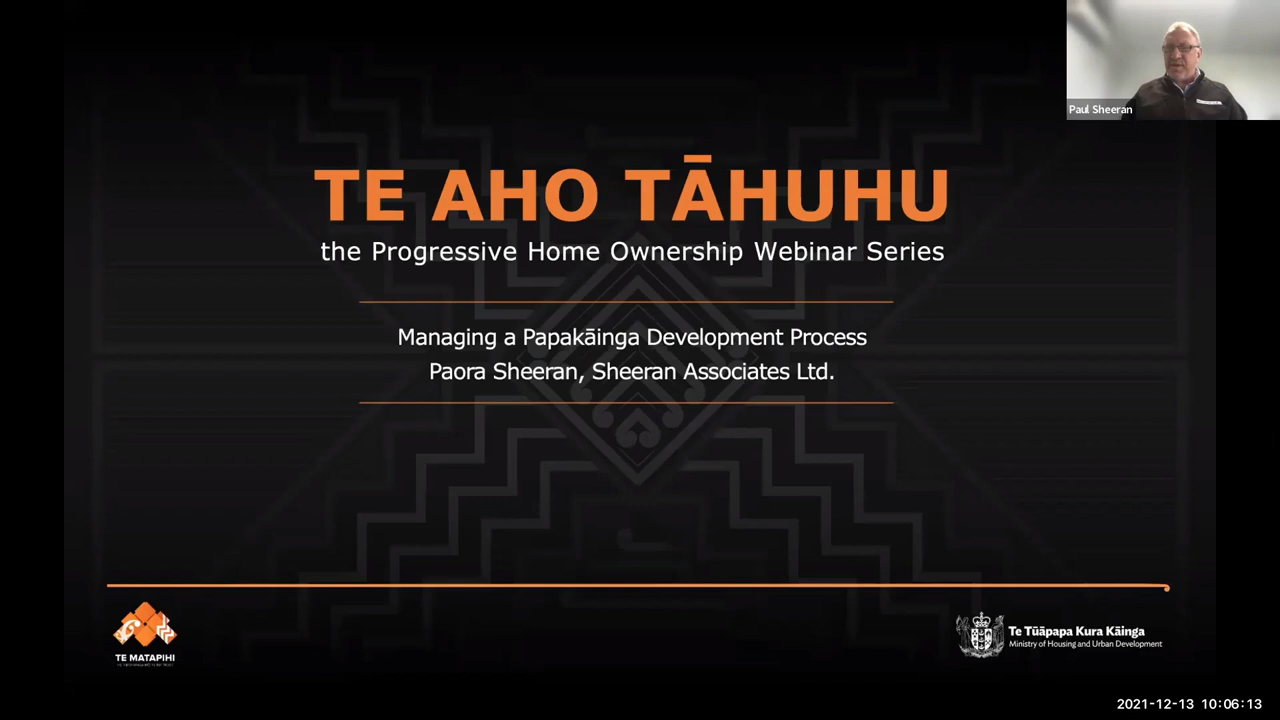 Paul Sheeran
TE AHO TĀHUHU
the Progressive Home Ownership Webinar Series
Managing a Papakāinga Development Process
Paora Sheeran, Sheeran Associates Ltd.
TE MATAPIHI
Te Tūāpapa Kura Kāinga
Ministry of Housing and Urban Development
2021-12-13 10:06:13